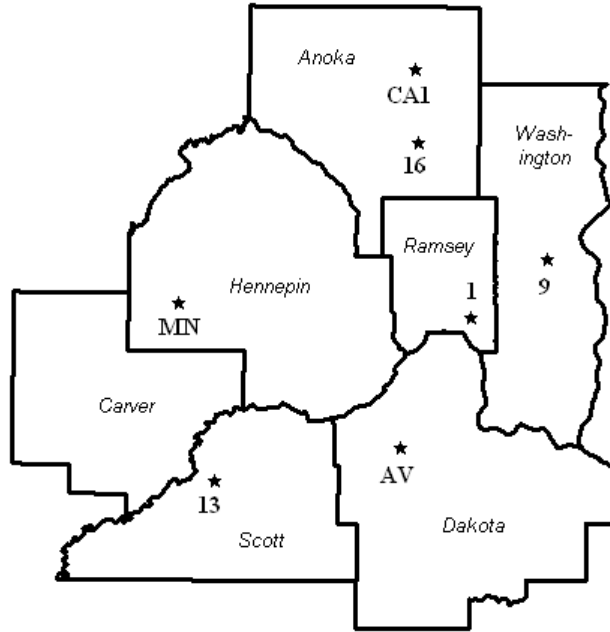 Anoka
CA1
Wash-
ington
16
Ramsey
Hennepin
1
9
MN
Carver
AV
13
Scott
Dakota